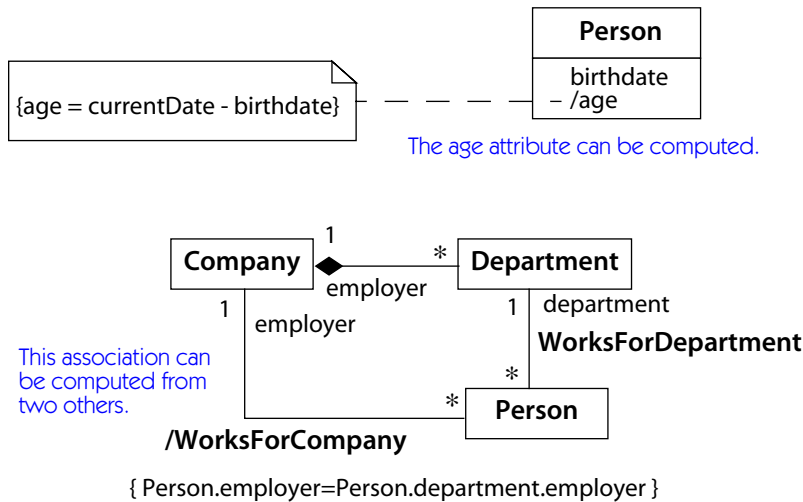 Person
birthdate
/age
{age = currentDate - birthdate}
The age attribute can be computed.
1
*
Company
Department
employer
1
employer
1
department
WorksForDepartment
This association can
be computed from
two others.
*
*
Person
/WorksForCompany
{ Person.employer=Person.department.employer }